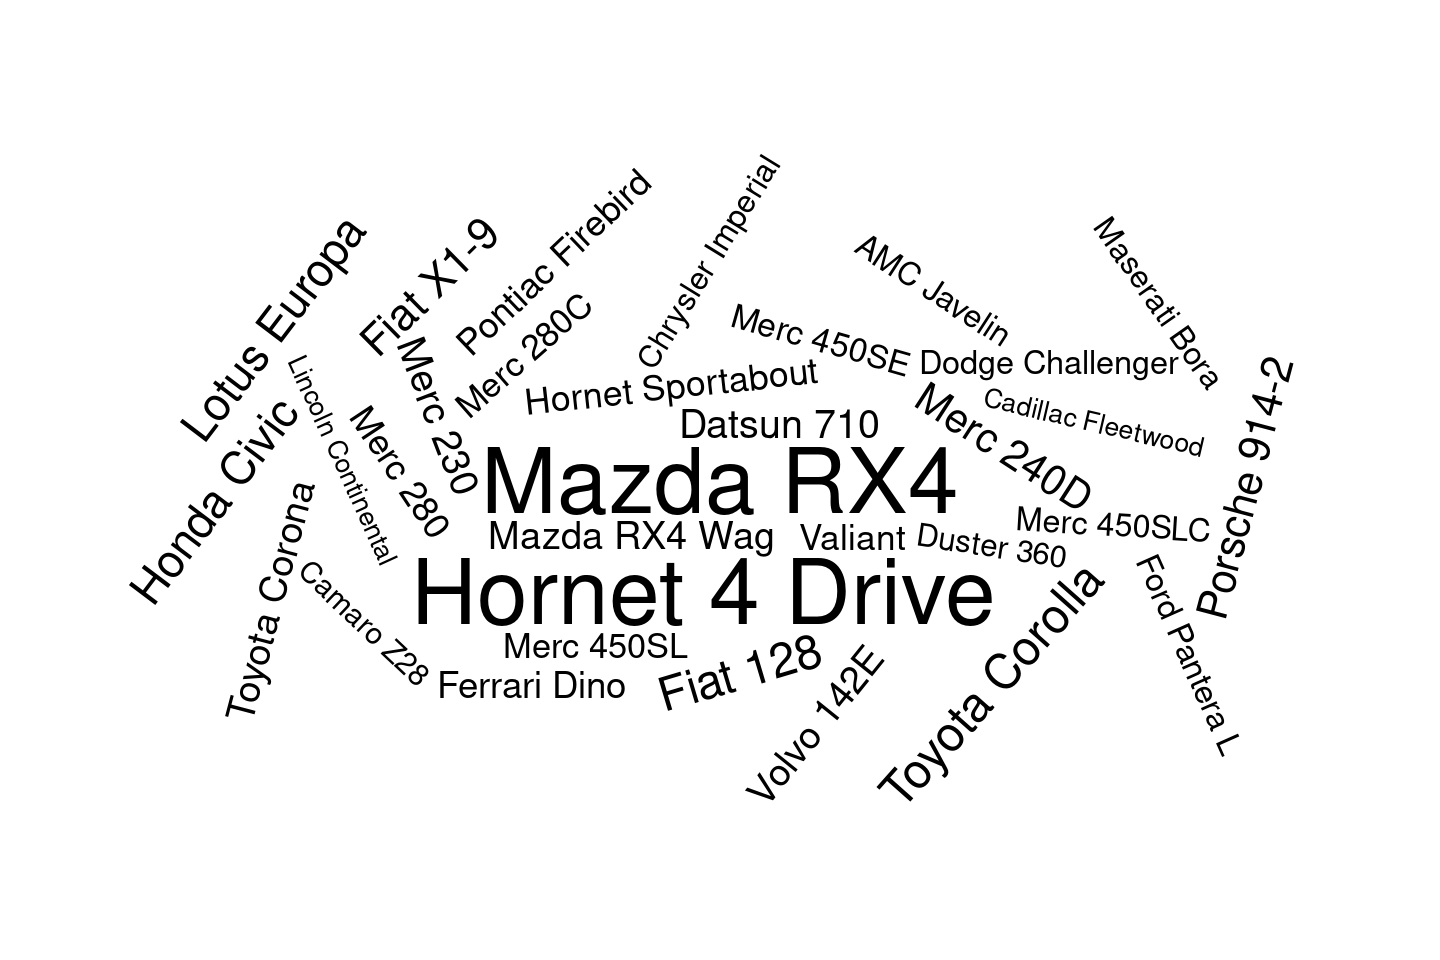 Chrysler Imperial
Pontiac Firebird
Lotus Europa
Fiat X1-9
AMC Javelin
Maserati Bora
Merc 280C
Merc 450SE
Dodge Challenger
Hornet Sportabout
Merc 230
Lincoln Continental
Cadillac Fleetwood
Porsche 914-2
Datsun 710
Merc 240D
Honda Civic
Merc 280
Mazda RX4
Merc 450SLC
Mazda RX4 Wag
Valiant
Duster 360
Toyota Corona
Hornet 4 Drive
Camaro Z28
Merc 450SL
Ford Pantera L
Toyota Corolla
Fiat 128
Ferrari Dino
Volvo 142E